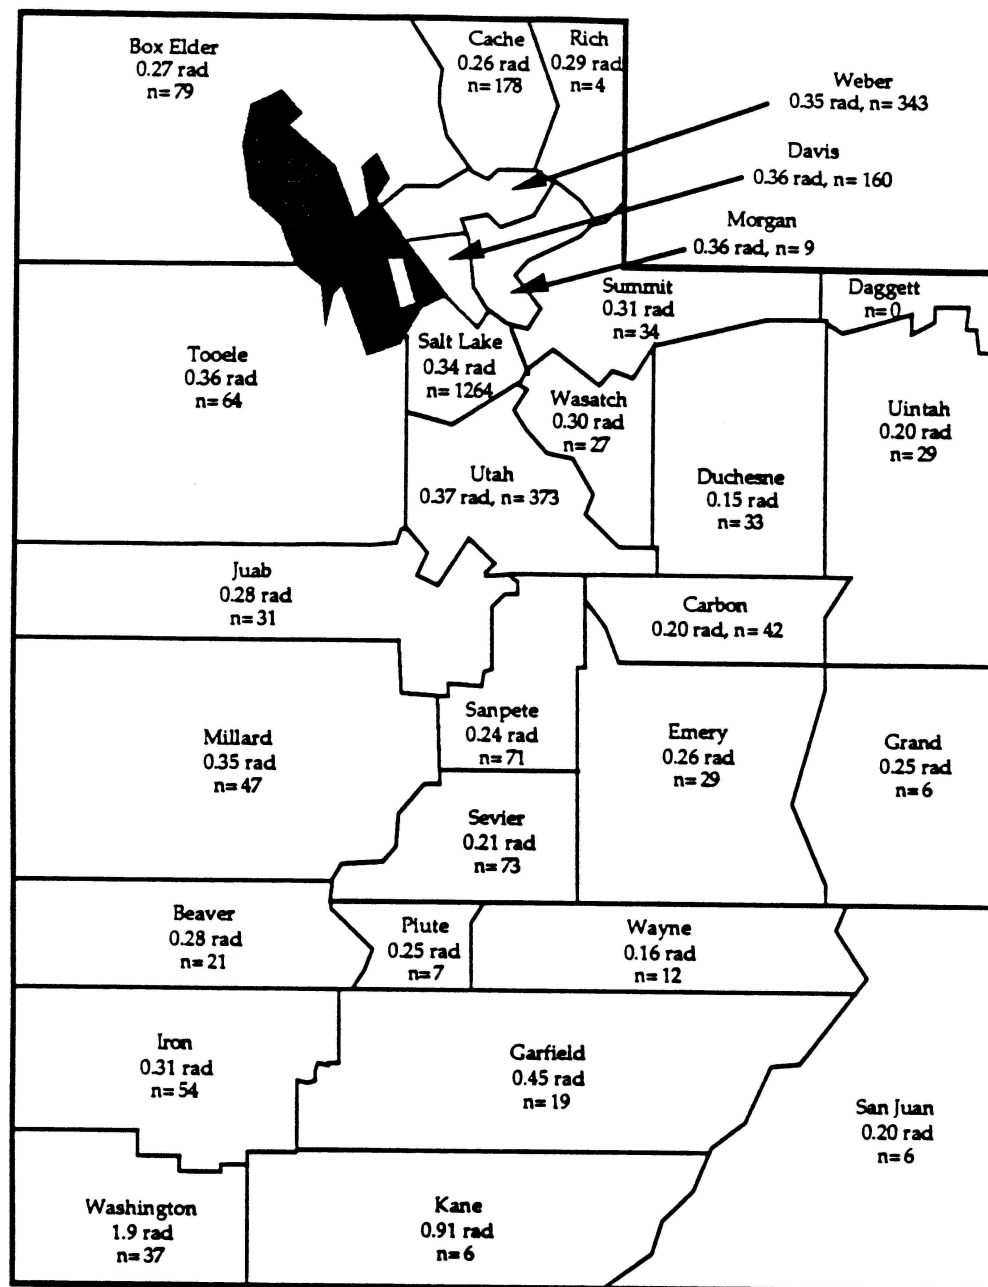 Box Elder
0.27 rad
n= 79
Cache
0.26 rad
n= 178
Rich
0.29 rad
n= 4
Weber
0.35 rad, n= 343
Davis
0.36 rad, n= 160
Morgan
0.36 rad, n= 9
Summit
0.31 rad
n= 34
Daggett
n= 0
Tooele
0.36 rad
n= 64
Salt Lake
0.34 rad
n= 1264
Wasatch
0.30 rad
n= 27
Uintah
0.20 rad
n= 29
Utah
0.37 rad, n= 373
Duchesne
0.15 rad
n= 33
Juab
0.28 rad
n= 31
Carbon
0.20 rad, n= 42
Millard
0.35 rad
n= 47
Sanpete
0.24 rad
n= 71
Emery
0.26 rad
n= 29
Grand
0.25 rad
n= 6
Sevier
0.21 rad
n= 73
Beaver
0.28 rad
n= 21
Piute
0.25 rad
n= 7
Wayne
0.16 rad
n= 12
Iron
0.31 rad
n= 54
Garfield
0.45 rad
n= 19
San Juan
0.20 rad
n= 6
Washington
1.9 rad
n= 37
Kane
0.91 rad
n= 6